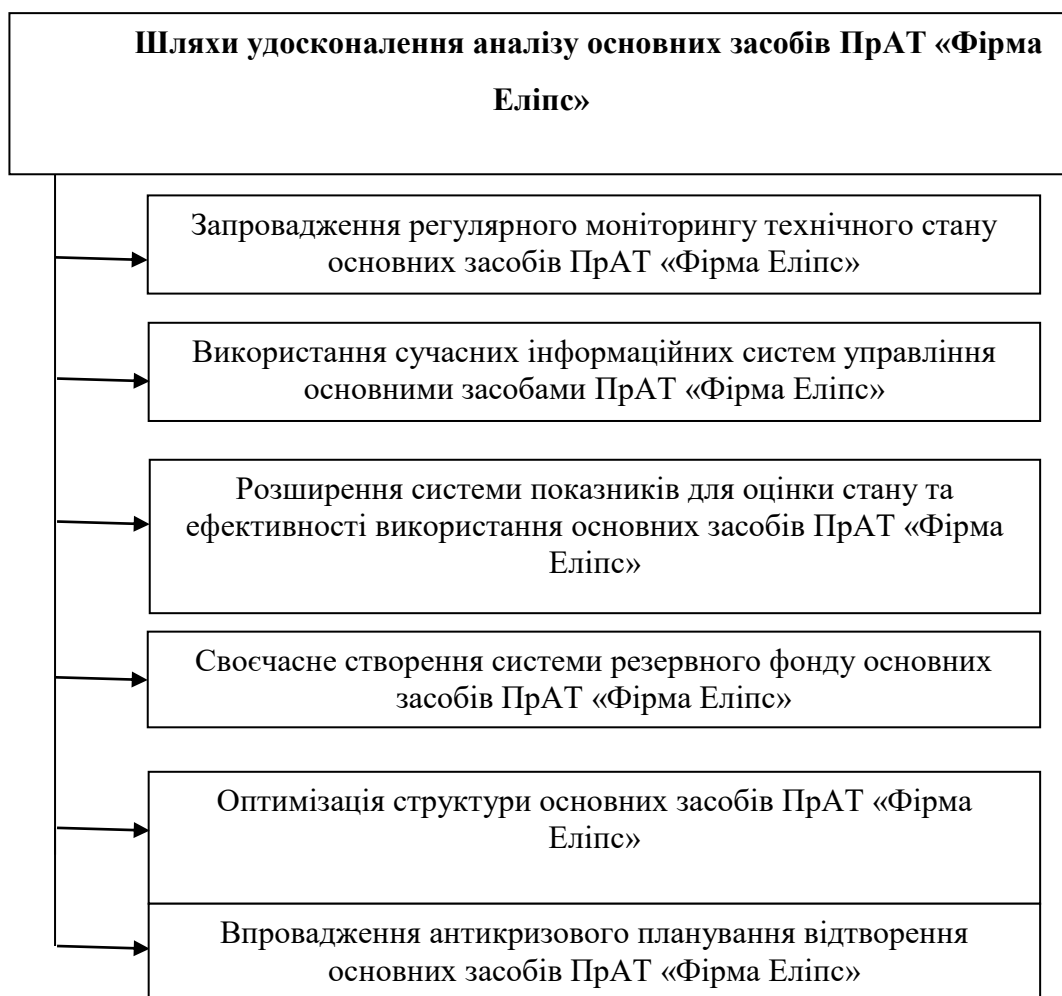 Шляхи удосконалення аналізу основних засобів ПрАТ «Фірма
Еліпс»
Запровадження регулярного моніторингу технічного стану
основних засобів ПрАТ «Фірма Еліпс»
Використання сучасних інформаційних систем управління
основними засобами ПрАТ «Фірма Еліпс»
Розширення системи показників для оцінки стану та
ефективності використання основних засобів ПрАТ «Фірма
Еліпс»
Своєчасне створення системи резервного фонду основних
засобів ПрАТ «Фірма Еліпс»
Оптимізація структури основних засобів ПрАТ «Фірма
Еліпс»
Впровадження антикризового планування відтворення
основних засобів ПрАТ «Фірма Еліпс»